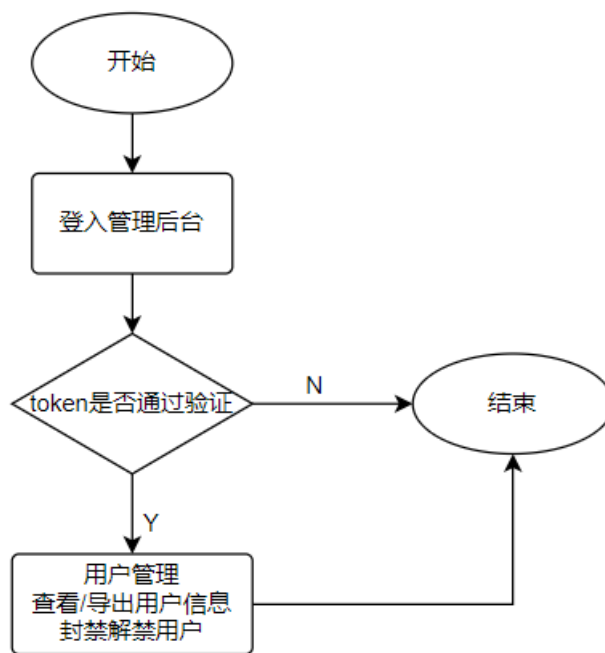 开始
登入管理后台
token是否通过验证
N
结束
Y
用户管理
查看/导出用户信息
封禁解禁用户